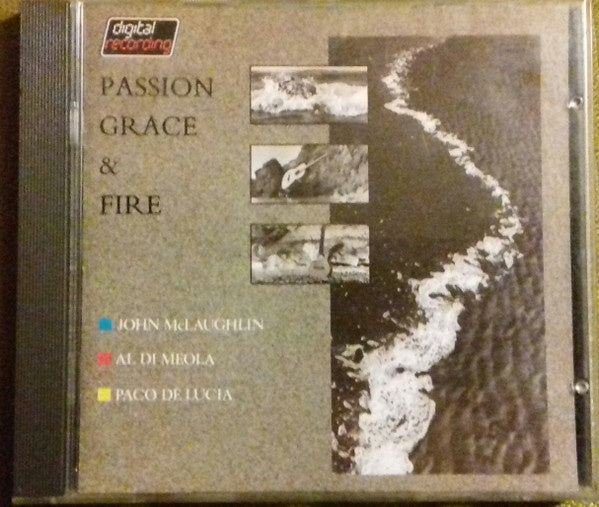 digital
recording
PASSION
GRACE
&
FIRE
JOHN McLAUGHLIN
AL DI MEOLA
PACO DE LUCIA